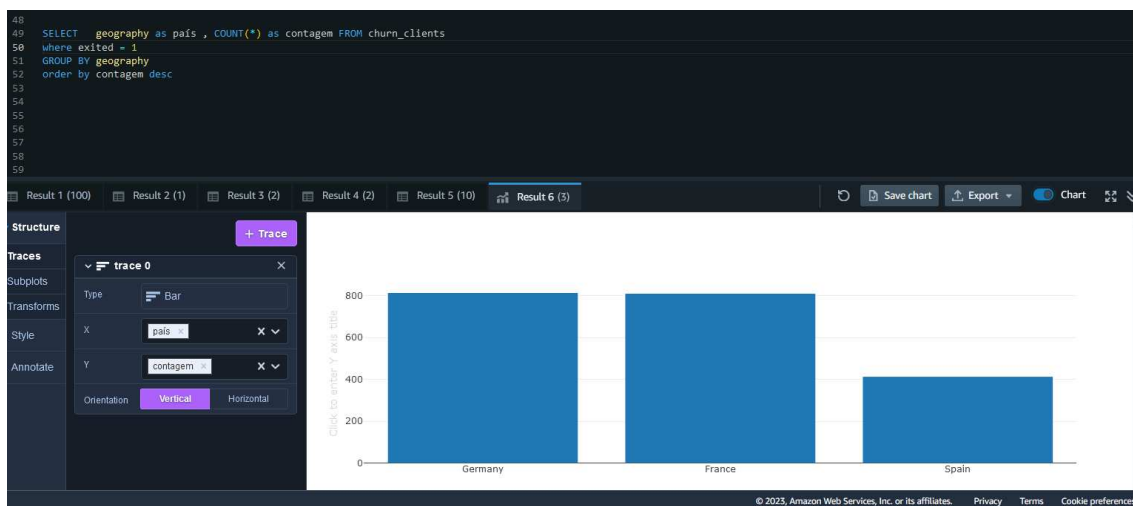 48
49 SELECT geography as país , COUNT(*) as contagem FROM churn_clients
50 where exited = 1
51 GROUP BY geography
52 order by contagem desc
53
54
55
56
57
58
59
Result 1 (100) Result 2 (1) Result 3 (2) Result 4 (2) Result 5 (10) Result 6 (3) Save chart Export Chart
Structure
+ Trace
Traces
Subplots
Transforms
Style
Annotate
trace 0
Type Bar
X país
Y contagem
Orientation Vertical Horizontal
Click to enter Y axis title
800
600
400
200
0
Germany France Spain
© 2023, Amazon Web Services, Inc. or its affiliates. Privacy Terms Cookie preferences